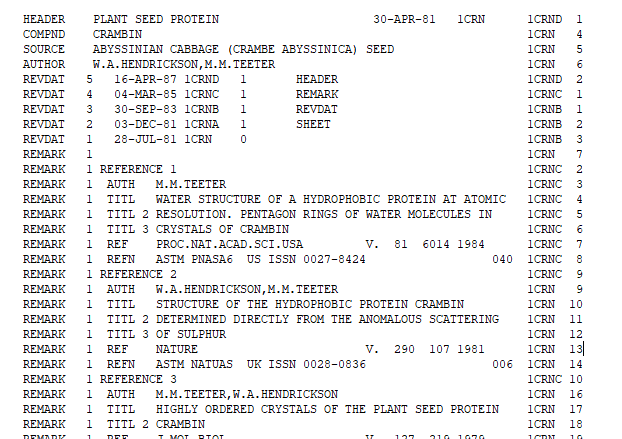 HEADER    PLANT SEED PROTEIN                      30-APR-81   1CRN      1CRND  1
COMPND    CRAMBIN                                                       1CRN   4
SOURCE    ABYSSINIAN CABBAGE (CRAMBE ABYSSINICA) SEED                   1CRN   5
AUTHOR    W.A.HENDRICKSON,M.M.TEETER                                    1CRN   6
REVDAT   5   16-APR-87 1CRND   1       HEADER                           1CRND  2
REVDAT   4   04-MAR-85 1CRNC   1       REMARK                           1CRNC  1
REVDAT   3   30-SEP-83 1CRNB   1       REVDAT                           1CRNB  1
REVDAT   2   03-DEC-81 1CRNA   1       SHEET                            1CRNB  2
REVDAT   1   28-JUL-81 1CRN    0                                        1CRNB  3
REMARK   1                                                              1CRN   7
REMARK   1 REFERENCE 1                                                  1CRNC  2
REMARK   1  AUTH   M.M.TEETER                                           1CRNC  3
REMARK   1  TITL   WATER STRUCTURE OF A HYDROPHOBIC PROTEIN AT ATOMIC   1CRNC  4
REMARK   1  TITL 2 RESOLUTION. PENTAGON RINGS OF WATER MOLECULES IN     1CRNC  5
REMARK   1  TITL 3 CRYSTALS OF CRAMBIN                                  1CRNC  6
REMARK   1  REF    PROC.NAT.ACAD.SCI.USA         V.  81  6014 1984      1CRNC  7
REMARK   1  REFN   ASTM PNASA6  US ISSN 0027-8424                  040  1CRNC  8
REMARK   1 REFERENCE 2                                                  1CRNC  9
REMARK   1  AUTH   W.A.HENDRICKSON,M.M.TEETER                           1CRN   9
REMARK   1  TITL   STRUCTURE OF THE HYDROPHOBIC PROTEIN CRAMBIN         1CRN  10
REMARK   1  TITL 2 DETERMINED DIRECTLY FROM THE ANOMALOUS SCATTERING    1CRN  11
REMARK   1  TITL 3 OF SULPHUR                                           1CRN  12
REMARK   1  REF    NATURE                        V. 290   107 1981      1CRN  13
REMARK   1  REFN   ASTM NATUAS  UK ISSN 0028-0836                  006  1CRN  14
REMARK   1 REFERENCE 3                                                  1CRNC 10
REMARK   1  AUTH   M.M.TEETER,W.A.HENDRICKSON                           1CRN  16
REMARK   1  TITL   HIGHLY ORDERED CRYSTALS OF THE PLANT SEED PROTEIN    1CRN  17
REMARK   1  TITL 2 CRAMBIN                                              1CRN  18
REMARK   1  REF    J.MOL.BIOL.                   V. 127   219 1979      1CRN  19